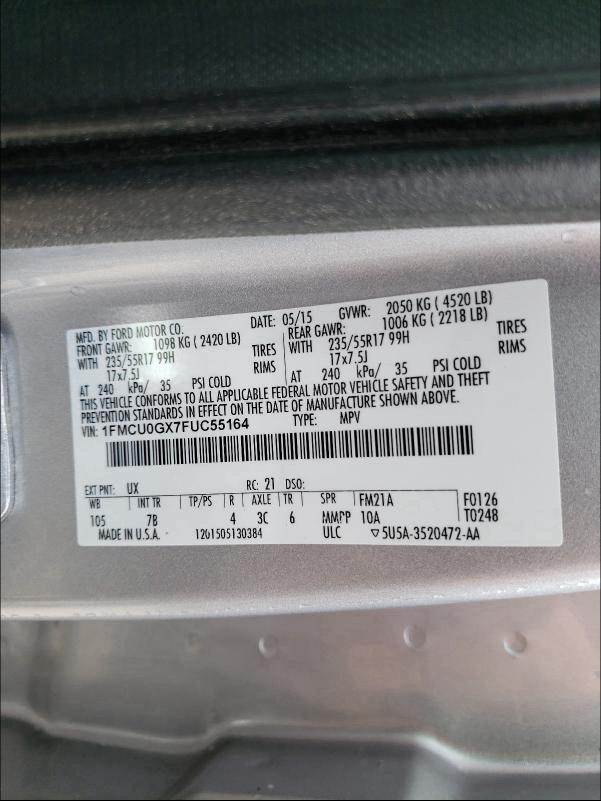 MFD. BY FORD MOTOR CO. DATE: 05/15 GVWR: 2050 KG ( 4520 LB)
FRONT GAWR: 1098 KG ( 2420 LB) REAR GAWR: 1006 KG ( 2218 LB)
WITH 235/55R17 99H TIRES WITH 235/55R17 99H TIRES
17x7.5J RIMS 17x7.5J RIMS
AT 240 kPa/ 35 PSI COLD AT 240 kPa/ 35 PSI COLD
THIS VEHICLE CONFORMS TO ALL APPLICABLE FEDERAL MOTOR VEHICLE SAFETY AND THEFT
PREVENTION STANDARDS IN EFFECT ON THE DATE OF MANUFACTURE SHOWN ABOVE.
VIN: 1FMCU0GX7FUC55164 TYPE: MPV
EXT PNT: UX RC: 21 DSO:
WB INT TR TP/PS R AXLE TR SPR FM21A F0126
105 7B 4 3C 6 MMPP 10A T0248
MADE IN U.S.A. 1201505130384 ULC ▽5U5A-3520472-AA